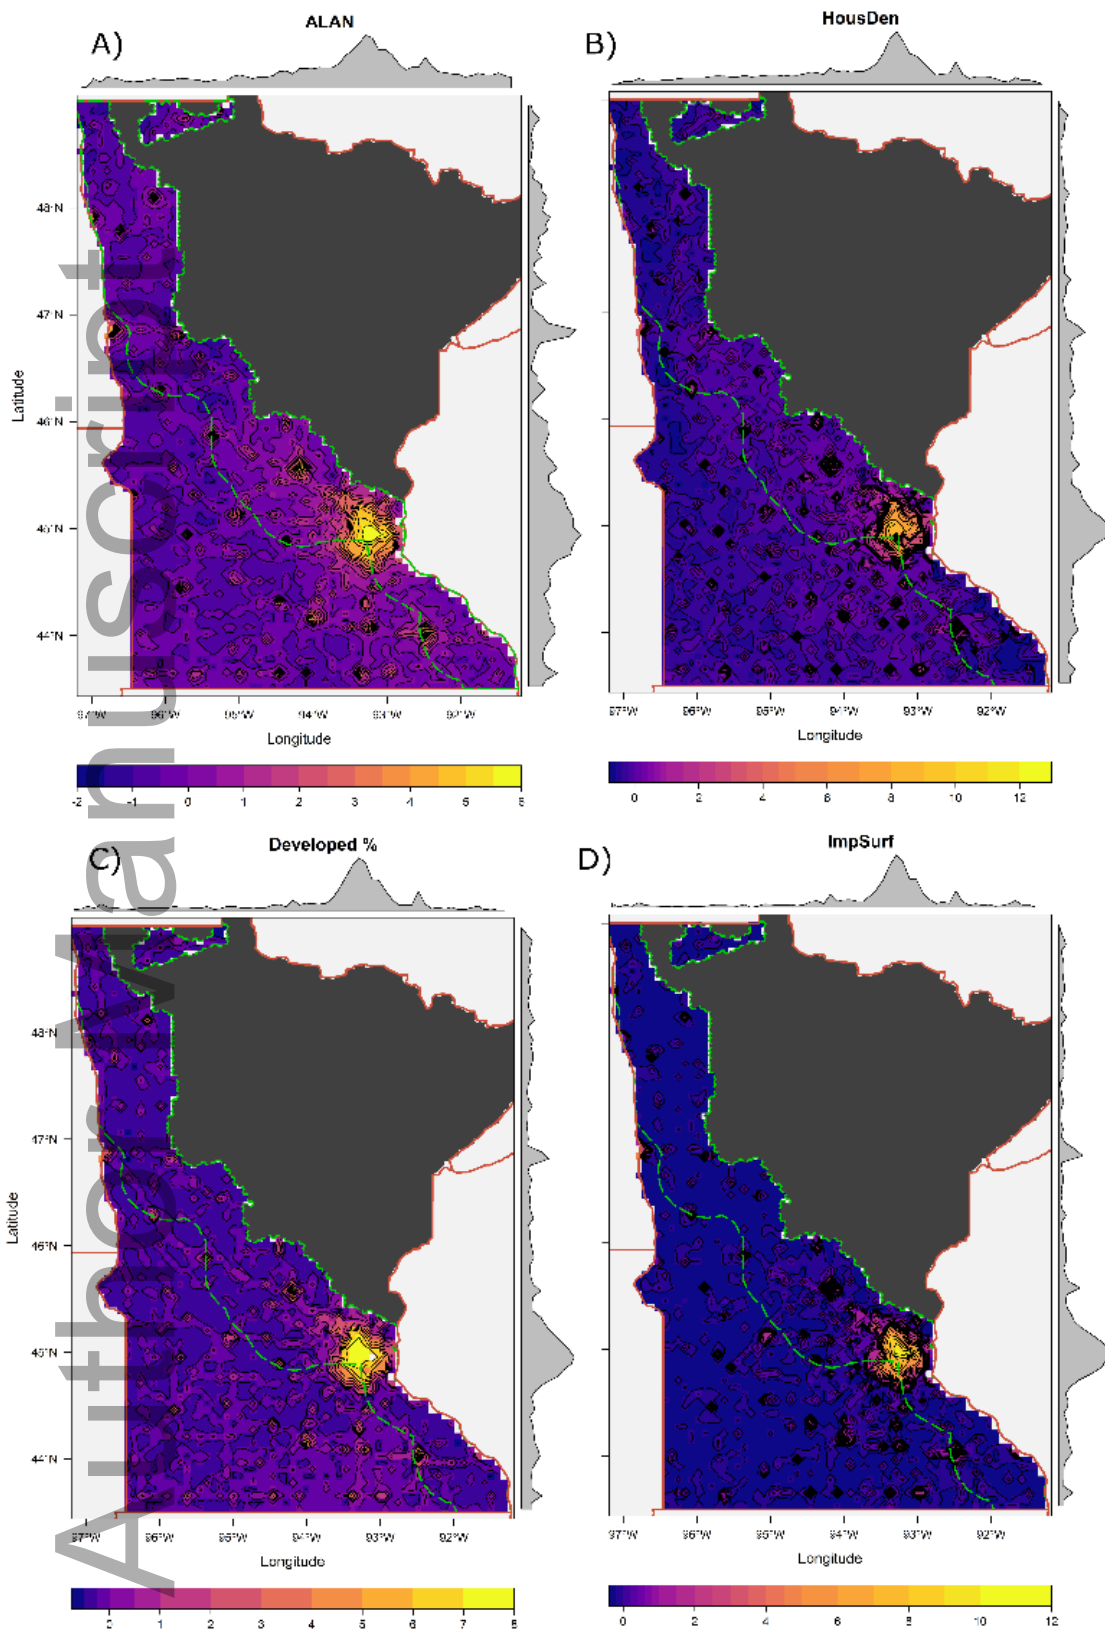 ALAN
HousDen
A)
B)
48°N
47°N
46°N
45°N
44°N
Latitude
97°W 96°W 95°W 94°W 93°W 92°W
97°W 96°W 95°W 94°W 93°W 92°W
Longitude
Longitude
-2 -1 0 1 2 3 4 5 6
0 2 4 6 8 10 12
Developed %
ImpSurf
C)
D)
48°N
47°N
46°N
45°N
44°N
Latitude
97°W 96°W 95°W 94°W 93°W 92°W
97°W 96°W 95°W 94°W 93°W 92°W
Longitude
Longitude
0 1 2 3 4 5 6 7 8
0 2 4 6 8 10 12
Author Manuscript